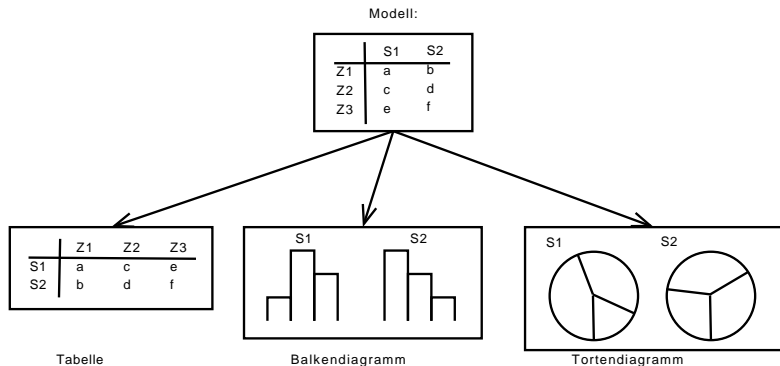 Modell:
S1 S2
Z1 a b
Z2 c d
Z3 e f
Z1 Z2 Z3
S1 a c e
S2 b d f
Tabelle
S1 S2
Balkendiagramm
S1 S2
Tortendiagramm